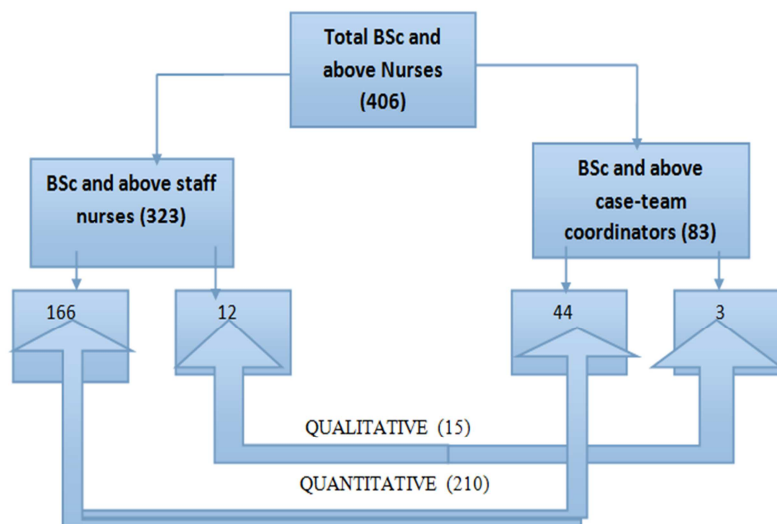 Total BSc and
above Nurses
(406)
BSc and above staff
nurses (323)
BSc and above
case-team
coordinators (83)
166
12
44
3
QUALITATIVE (15)
QUANTITATIVE (210)